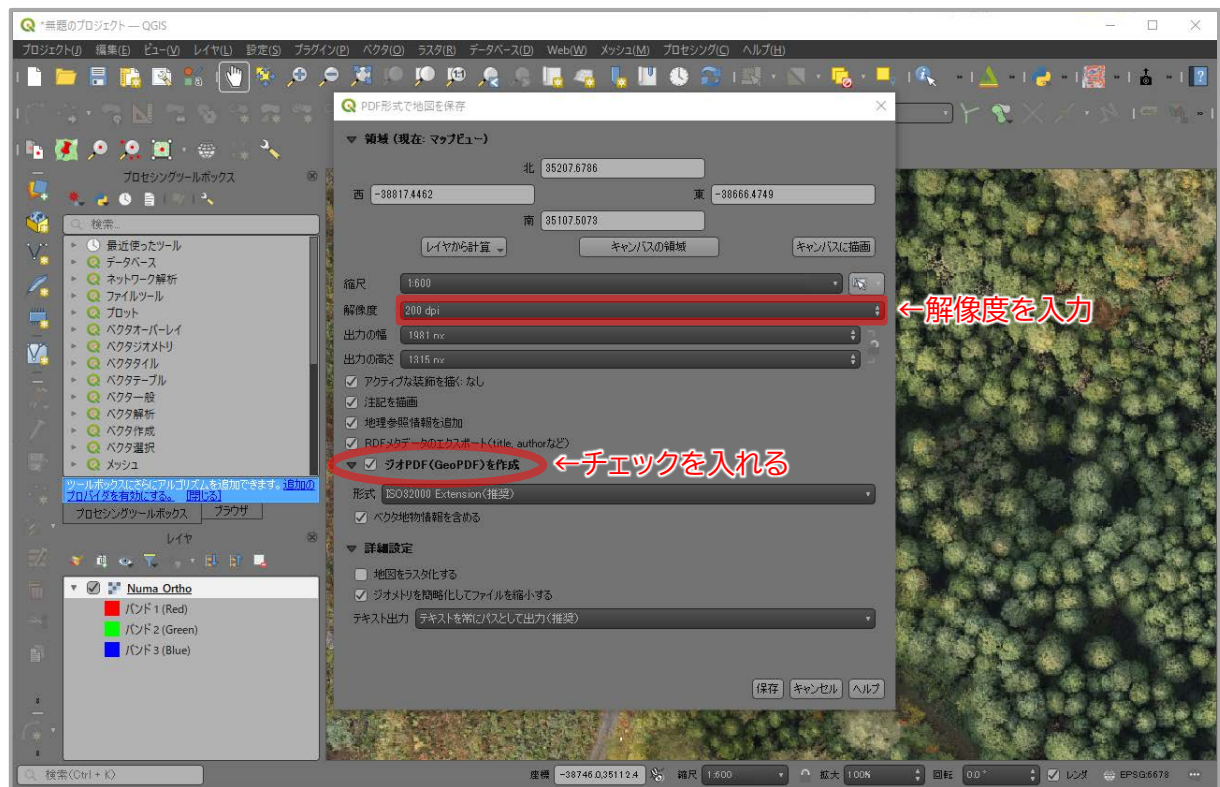 *無題のプロジェクト — QGIS
プロジェクト(J) 編集(E) ビュー(V) レイヤ(L) 設定(S) プラグイン(P) ベクタ(O) ラスタ(R) データベース(D) Web(W) メッシュ(M) プロセシング(C) ヘルプ(H)
PDF形式で地図を保存
▼ 領域 (現在: マップビュー)
北 35207.6786
西 -38817.4462 東 -38666.4749
南 35107.5073
レイヤから計算 キャンバスの領域 キャンバスに描画
縮尺 1:600
解像度 200 dpi ←解像度を入力
出力の幅 1981 px
出力の高さ 1315 px
アクティブな装飾を描く: なし
注記を描画
地理参照情報を追加
RDFメタデータのエクスポート(title, authorなど)
▼ ジオPDF(GeoPDF)を作成 ←チェックを入れる
形式 ISO32000 Extension(推奨)
ベクタ地物情報を含める
▼ 詳細設定
地図をラスタ化する
ジオメトリを簡略化してファイルを縮小する
テキスト出力 テキストを常にパスとして出力(推奨)
保存 キャンセル ヘルプ
プロセシングツールボックス
検索...
最近使ったツール
データベース
ネットワーク解析
ファイルツール
プロット
ベクタオーバーレイ
ベクタジオメトリ
ベクタタイル
ベクタテーブル
ベクタ一般
ベクタ解析
ベクタ作成
ベクタ選択
メッシュ
ツールボックスにさらにアルゴリズムを追加できます。追加の
プロバイダを有効にする。 [閉じる]
プロセシングツールボックス ブラウザ
レイヤ
Numa Ortho
バンド 1 (Red)
バンド 2 (Green)
バンド 3 (Blue)
検索(Ctrl + K) 座標 -38746.0,35112.4 縮尺 1:600 拡大 100% 回転 0.0° レンダ EPSG:6678